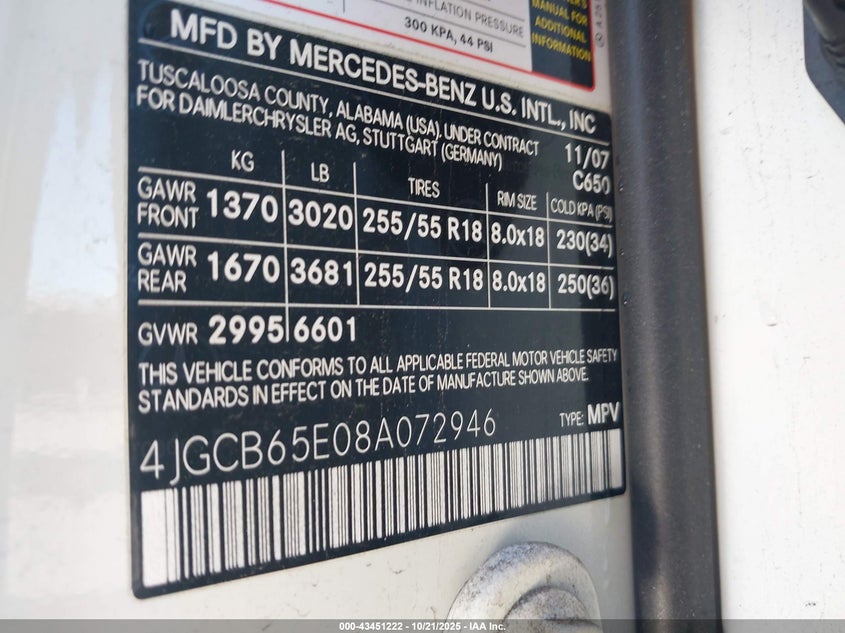 INFLATION PRESSURE
300 KPA, 44 PSI
MANUAL FOR
ADDITIONAL
INFORMATION
MFD BY MERCEDES-BENZ U.S. INTL., INC
TUSCALOOSA COUNTY, ALABAMA (USA). UNDER CONTRACT
FOR DAIMLERCHRYSLER AG, STUTTGART (GERMANY)
11/07
C650
KG LB TIRES RIM SIZE COLD KPA (PSI)
GAWR FRONT 1370 3020 255/55 R18 8.0x18 230(34)
GAWR REAR 1670 3681 255/55 R18 8.0x18 250(36)
GVWR 2995 6601
THIS VEHICLE CONFORMS TO ALL APPLICABLE FEDERAL MOTOR VEHICLE SAFETY
STANDARDS IN EFFECT ON THE DATE OF MANUFACTURE SHOWN ABOVE.
4JGCB65E08A072946 TYPE: MPV
000-43451222 - 10/21/2025 - IAA Inc.